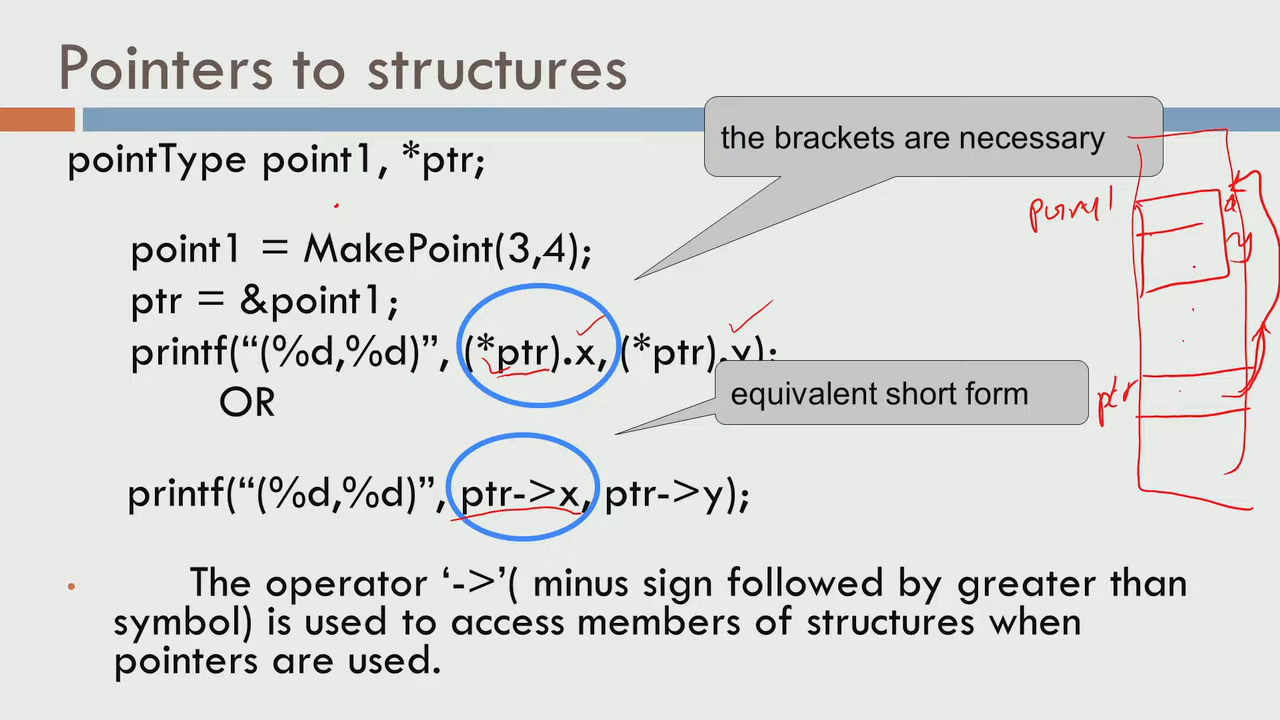 Pointers to structures
the brackets are necessary
pointType point1, *ptr;
point1
point1 = MakePoint(3,4);
x
y
ptr = &point1;
printf(“(%d,%d)”, (*ptr).x, (*ptr).y);
equivalent short form
ptr
OR
printf(“(%d,%d)”, ptr->x, ptr->y);
• The operator ‘->’( minus sign followed by greater than
symbol) is used to access members of structures when
pointers are used.